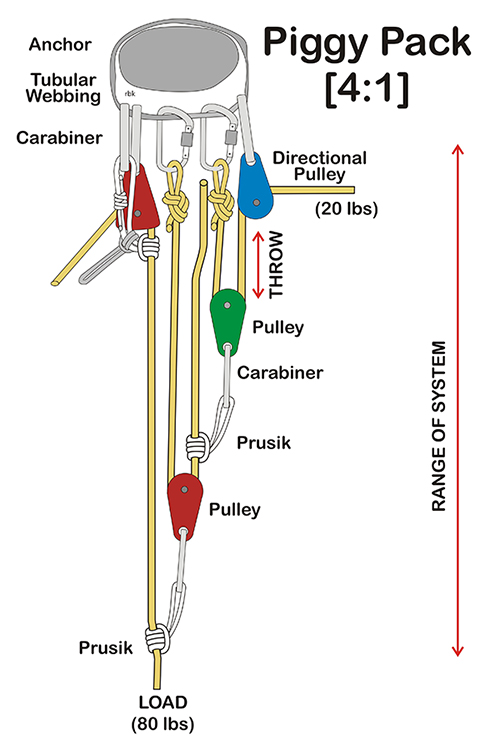 Piggy Pack
[4:1]
Anchor
Tubular
Webbing
rbk
Carabiner
Directional
Pulley
(20 lbs)
THROW
Pulley
Carabiner
RANGE OF SYSTEM
Prusik
Pulley
Prusik
LOAD
(80 lbs)